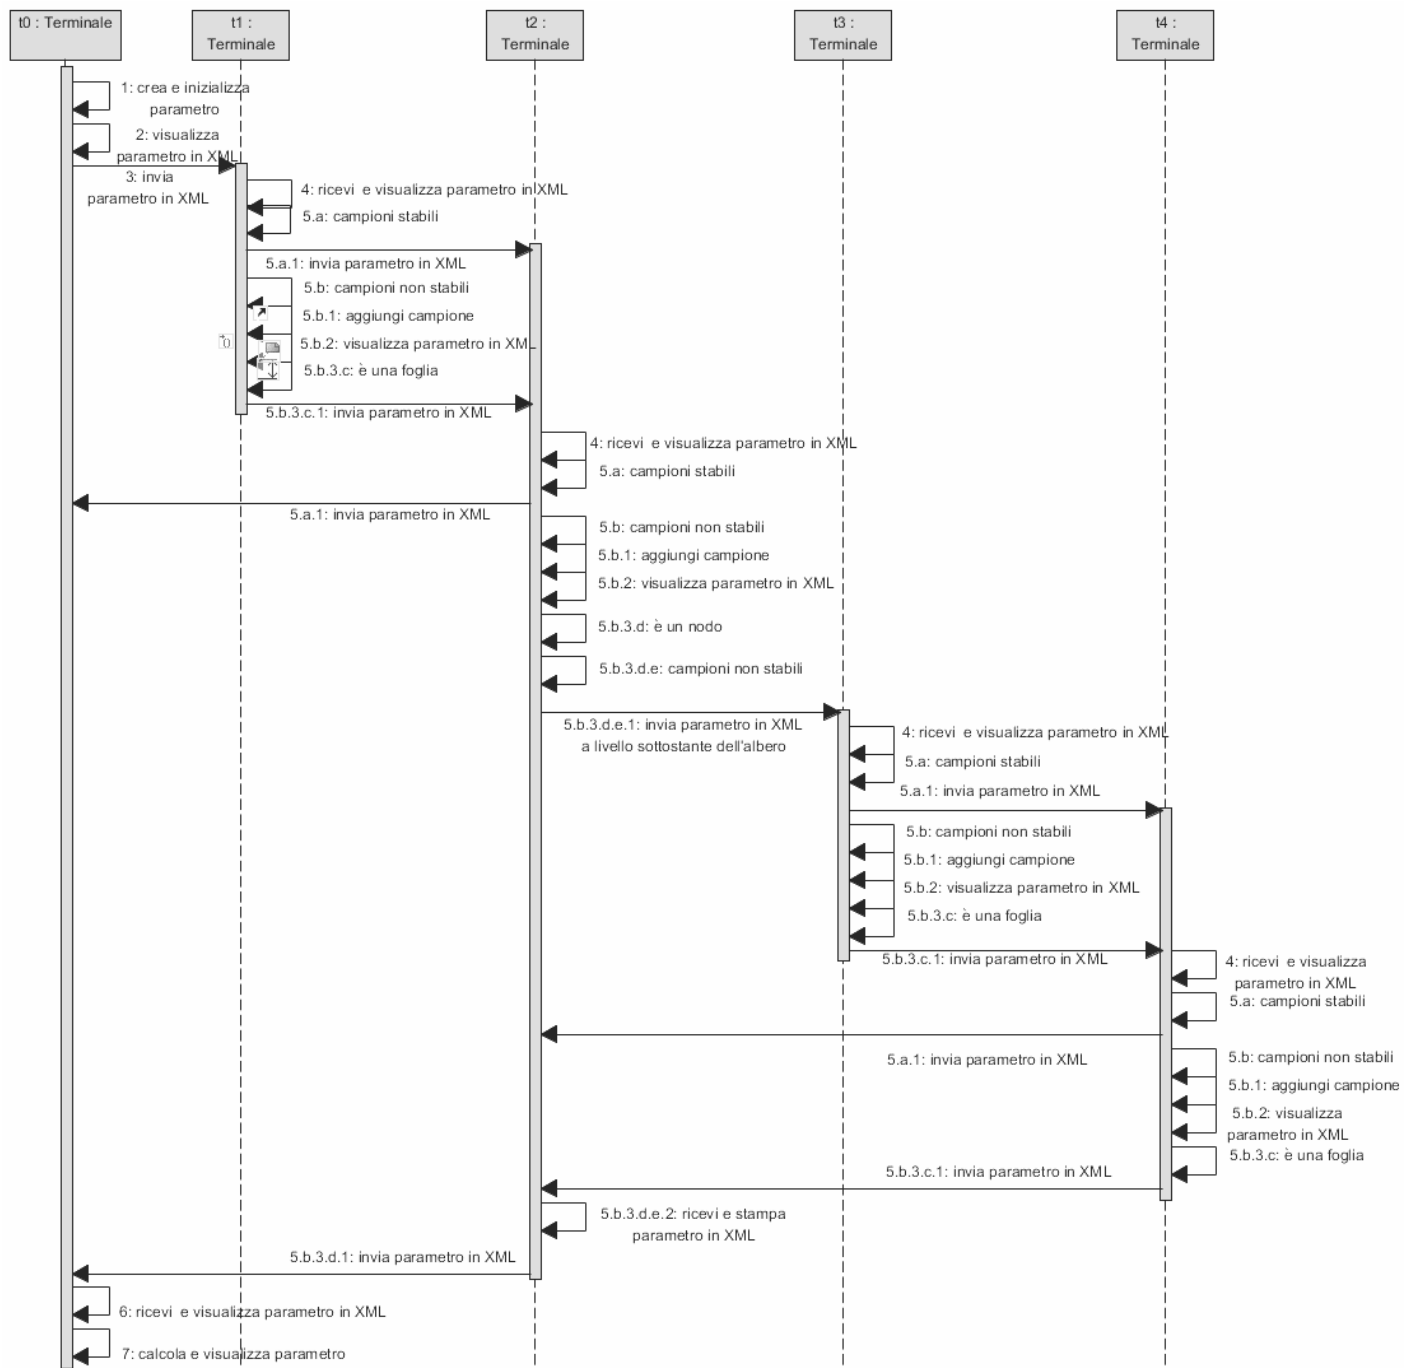 t0 : Terminale
t1 :
Terminale
t2 :
Terminale
t3 :
Terminale
t4 :
Terminale
1: crea e inizializza
parametro
2: visualizza
parametro in XML
3: invia
parametro in XML
4: ricevi e visualizza parametro in XML
5.a: campioni stabili
5.a.1: invia parametro in XML
5.b: campioni non stabili
5.b.1: aggiungi campione
5.b.2: visualizza parametro in XML
5.b.3.c: è una foglia
5.b.3.c.1: invia parametro in XML
4: ricevi e visualizza parametro in XML
5.a: campioni stabili
5.a.1: invia parametro in XML
5.b: campioni non stabili
5.b.1: aggiungi campione
5.b.2: visualizza parametro in XML
5.b.3.d: è un nodo
5.b.3.d.e: campioni non stabili
5.b.3.d.e.1: invia parametro in XML
a livello sottostante dell'albero
4: ricevi e visualizza parametro in XML
5.a: campioni stabili
5.a.1: invia parametro in XML
5.b: campioni non stabili
5.b.1: aggiungi campione
5.b.2: visualizza parametro in XML
5.b.3.c: è una foglia
5.b.3.c.1: invia parametro in XML
4: ricevi e visualizza
parametro in XML
5.a: campioni stabili
5.a.1: invia parametro in XML
5.b: campioni non stabili
5.b.1: aggiungi campione
5.b.2: visualizza
parametro in XML
5.b.3.c: è una foglia
5.b.3.c.1: invia parametro in XML
5.b.3.d.e.2: ricevi e stampa
parametro in XML
5.b.3.d.1: invia parametro in XML
6: ricevi e visualizza parametro in XML
7: calcola e visualizza parametro